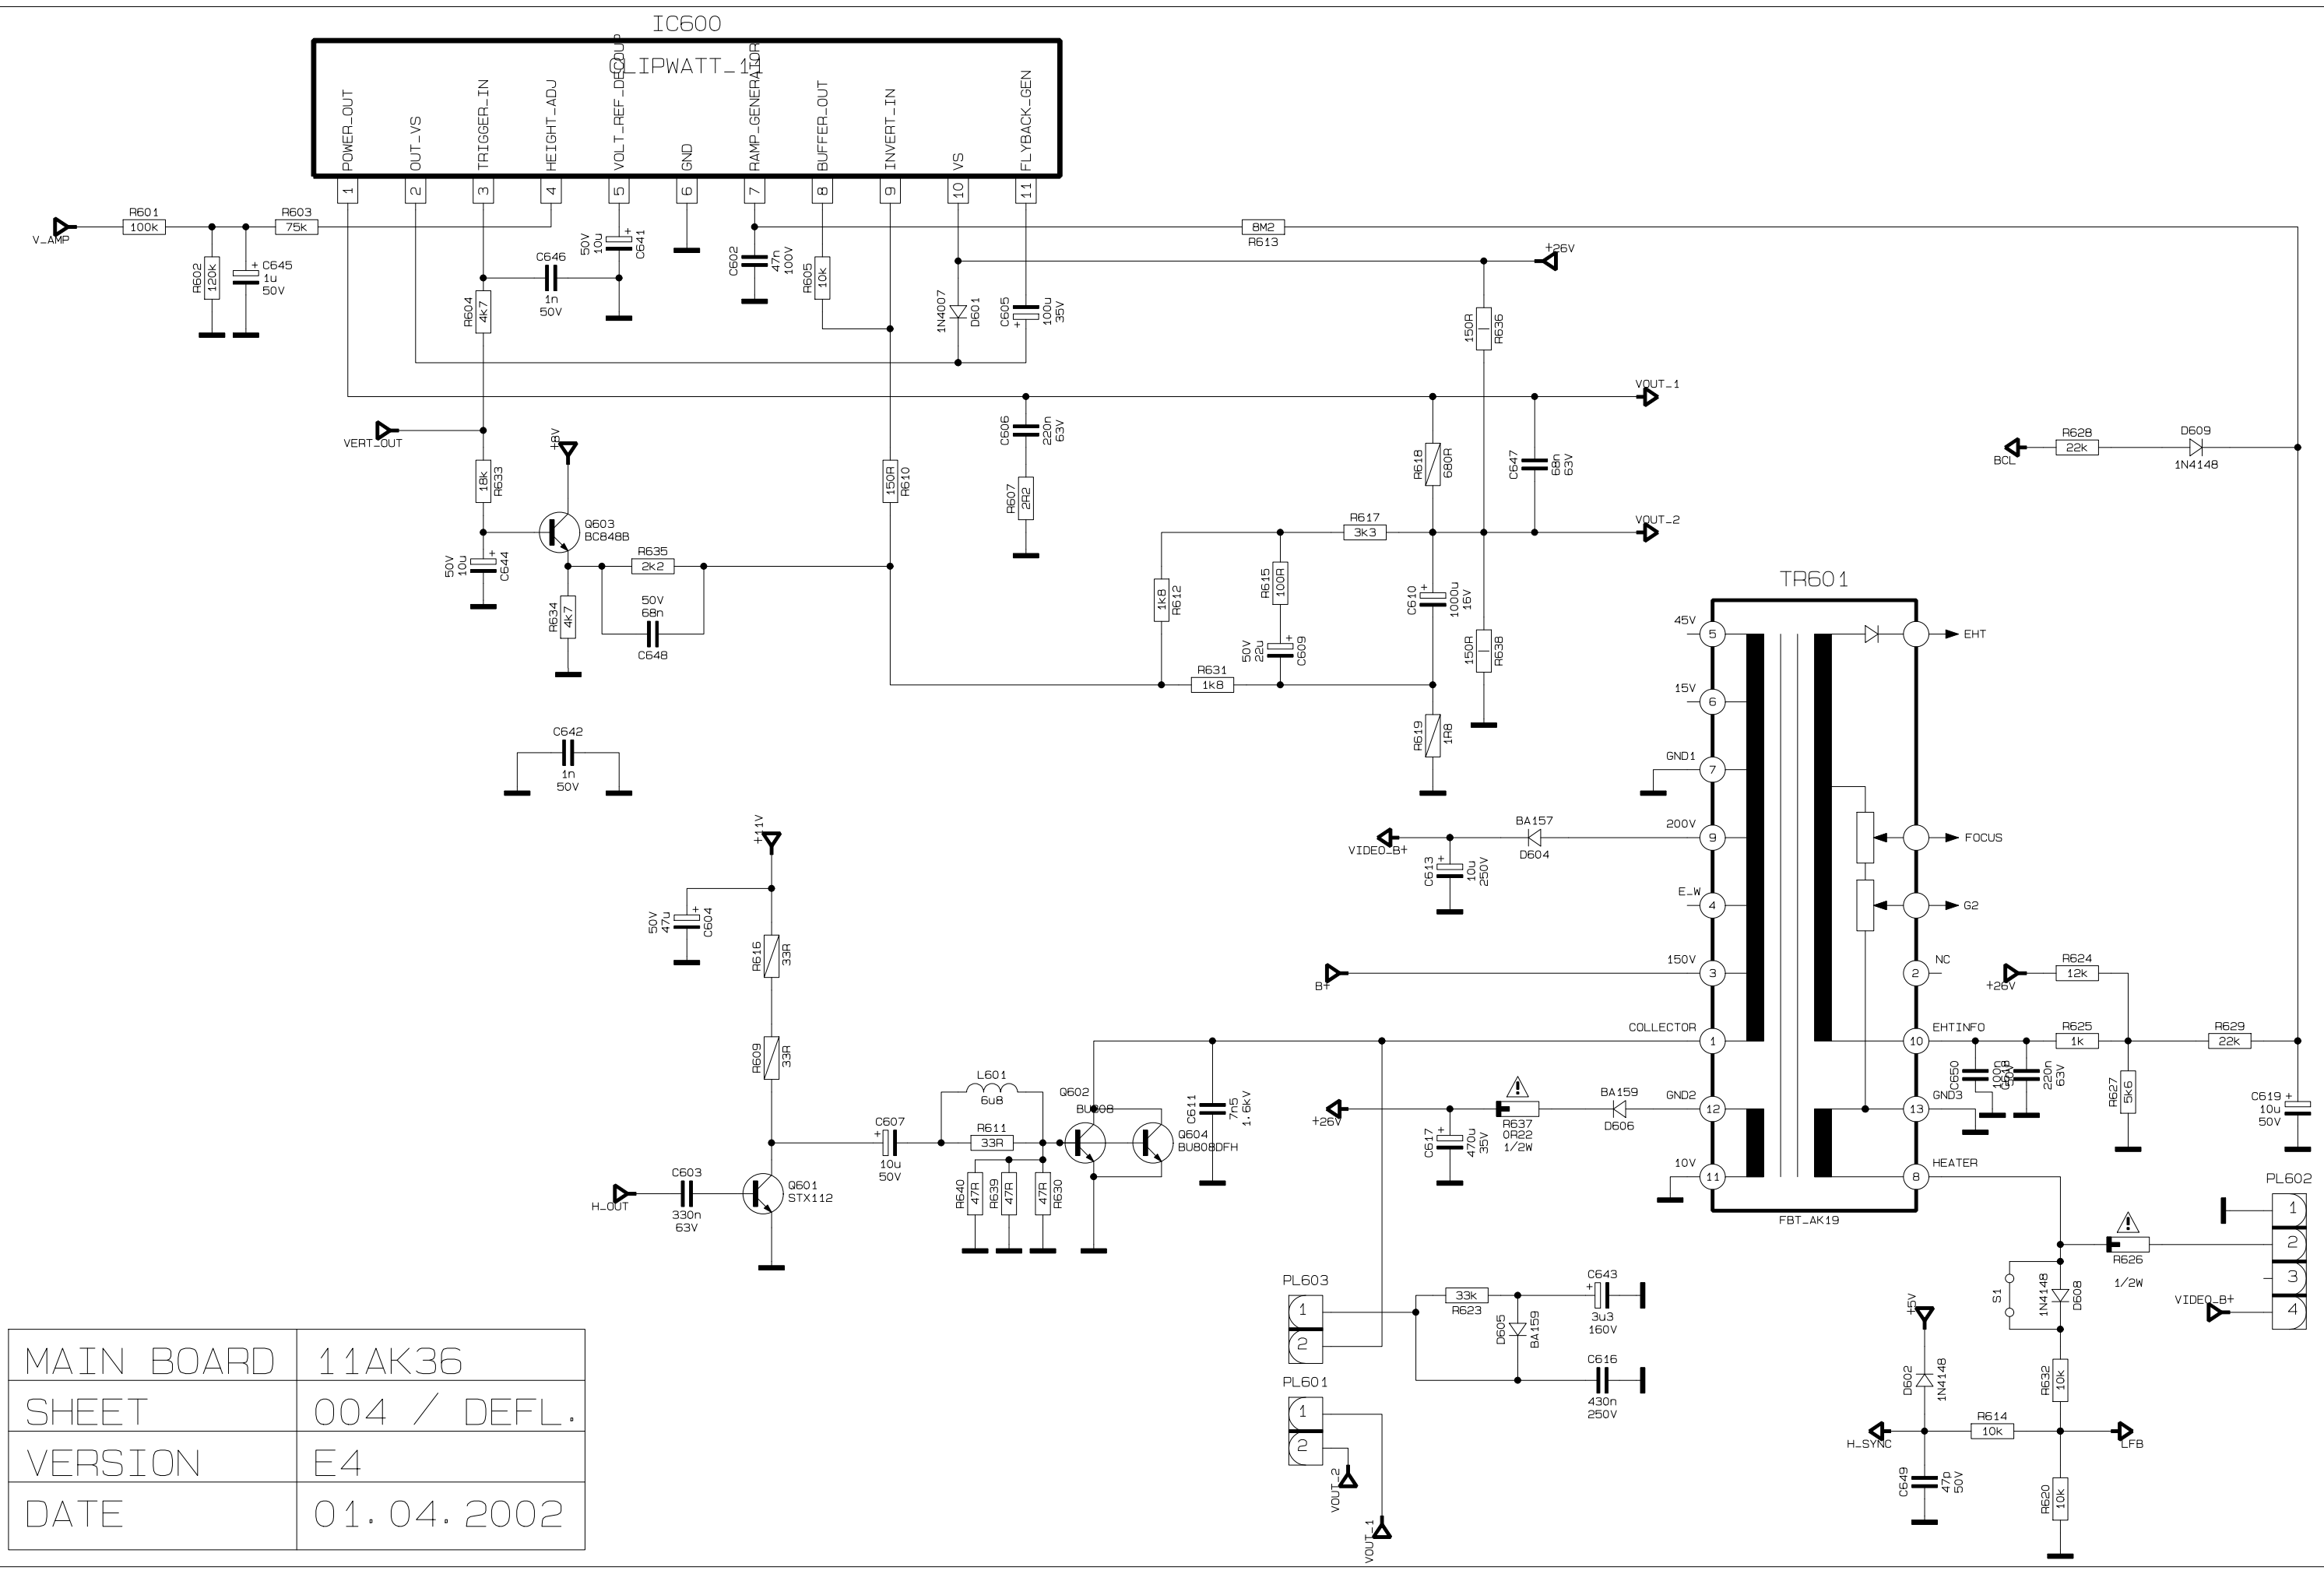 IC600
CLIPWATT_11
POWER_OUT
OUT_VS
TRIGGER_IN
HEIGHT_ADJ
VOLT_REF_DECOUP
GND
RAMP_GENERATOR
BUFFER_OUT
INVERT_IN
VS
FLYBACK_GEN
1 2 3 4 5 6 7 8 9 10 11
V_AMP
R601
100k
R603
75k
R602
120k
+ C645
1u
50V
R604
4k7
C646
1n
50V
50V
10u
+
C641
C602
47n
100V
R605
10k
1N4007
D601
C605
+
100u
35V
8M2
R613
+26V
150R
R636
VERT_OUT
+8V
18k
R633
Q603
BC848B
50V
10u
+
C644
R635
2k2
R634
4k7
50V
68n
C648
150R
R610
C606
220n
63V
R607
2R2
VOUT_1
R618
680R
C647
68n
63V
R617
3k3
VOUT_2
1k8
R612
R615
100R
50V
22u
+
C609
C610
+
1000u
16V
150R
R638
R631
1k8
R619
1R8
BCL
R628
22k
D609
1N4148
C642
1n
50V
TR601
45V
5
15V
6
GND1
7
200V
9
E_W
4
150V
3
COLLECTOR
1
GND2
12
10V
11
EHT
FOCUS
G2
NC
2
EHTINFO
10
GND3
13
HEATER
8
FBT_AK19
BA157
D604
VIDEO_B+
C613
+
10u
250V
B+
+11V
50V
47u
+
C604
R616
33R
R609
33R
L601
6u8
C607
+
10u
50V
R611
33R
Q602
BU808
Q604
BU808DFH
C611
7n5
1.6kV
R640
47R
R639
47R
47R
R630
H_OUT
C603
330n
63V
Q601
STX112
+26V
C617
+
470u
35V
R637
0R22
1/2W
BA159
D606
+26V
R624
12k
R625
1k
R629
22k
C650
100n
50V
C618
220n
63V
R627
5k6
C619 +
10u
50V
PL602
1
2
3
4
R626
1/2W
VIDEO_B+
S1
1N4148
D608
+5V
D602
1N4148
R632
10k
H_SYNC
R614
10k
LFB
C649
47p
50V
R620
10k
PL603
1
2
33k
R623
D605
BA159
C643
+
3u3
160V
C616
430n
250V
PL601
1
2
VOUT_2
VOUT_1
MAIN BOARD 11AK36
SHEET 004 / DEFL.
VERSION E4
DATE 01.04.2002